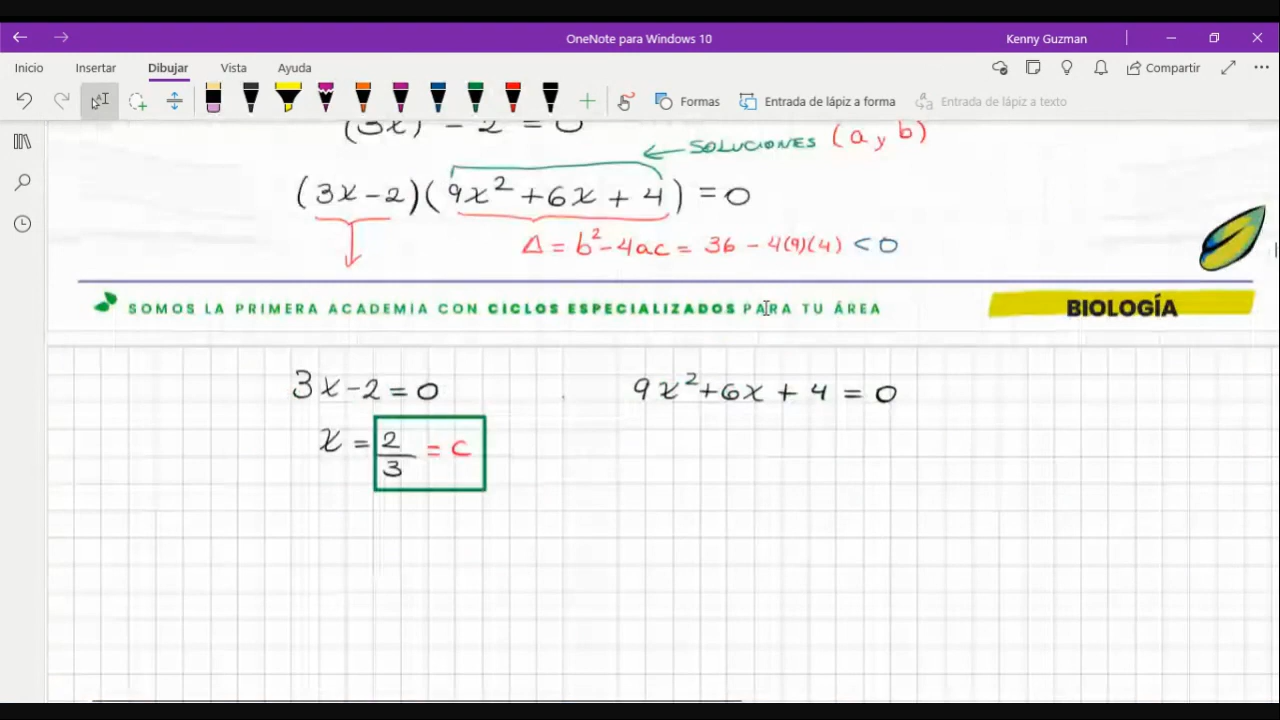 OneNote para Windows 10
Kenny Guzman
Inicio Insertar Dibujar Vista Ayuda
Compartir
Formas Entrada de lápiz a forma Entrada de lápiz a texto
← SOLUCIONES (a y b)
(3x-2)(9x²+6x+4)=0
Δ = b²-4ac = 36 - 4(9)(4) < 0
SOMOS LA PRIMERA ACADEMIA CON CICLOS ESPECIALIZADOS PARA TU ÁREA
BIOLOGÍA
3x-2=0
9x²+6x+4=0
x = 2/3 = c